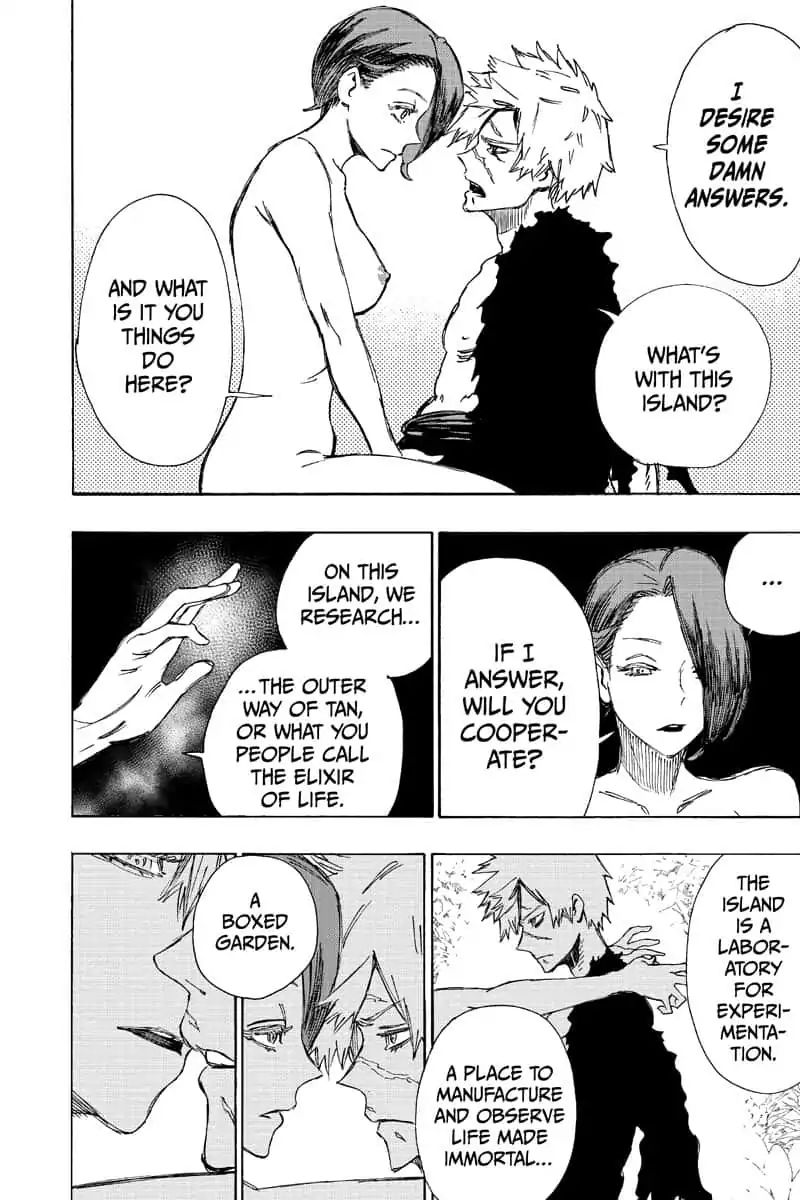 I
DESIRE
SOME
DAMN
ANSWERS.
WHAT'S
WITH THIS
ISLAND?
AND WHAT
IS IT YOU
THINGS
DO
HERE?
...
IF I
ANSWER,
WILL YOU
COOPER-
ATE?
ON THIS
ISLAND, WE
RESEARCH...
...THE OUTER
WAY OF TAN,
OR WHAT YOU
PEOPLE CALL
THE ELIXIR
OF LIFE.
THE
ISLAND
IS A
LABOR-
ATORY
FOR
EXPERI-
MENTA-
TION.
A PLACE TO
MANUFACTURE
AND OBSERVE
LIFE MADE
IMMORTAL...
A
BOXED
GARDEN.